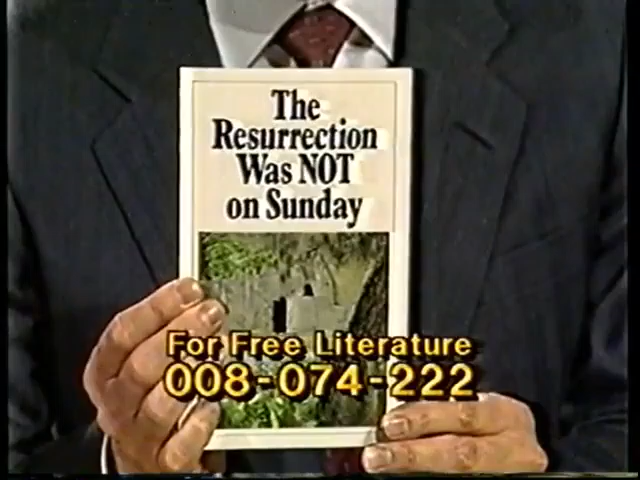 The
Resurrection
Was NOT
on Sunday
For Free Literature
008-074-222